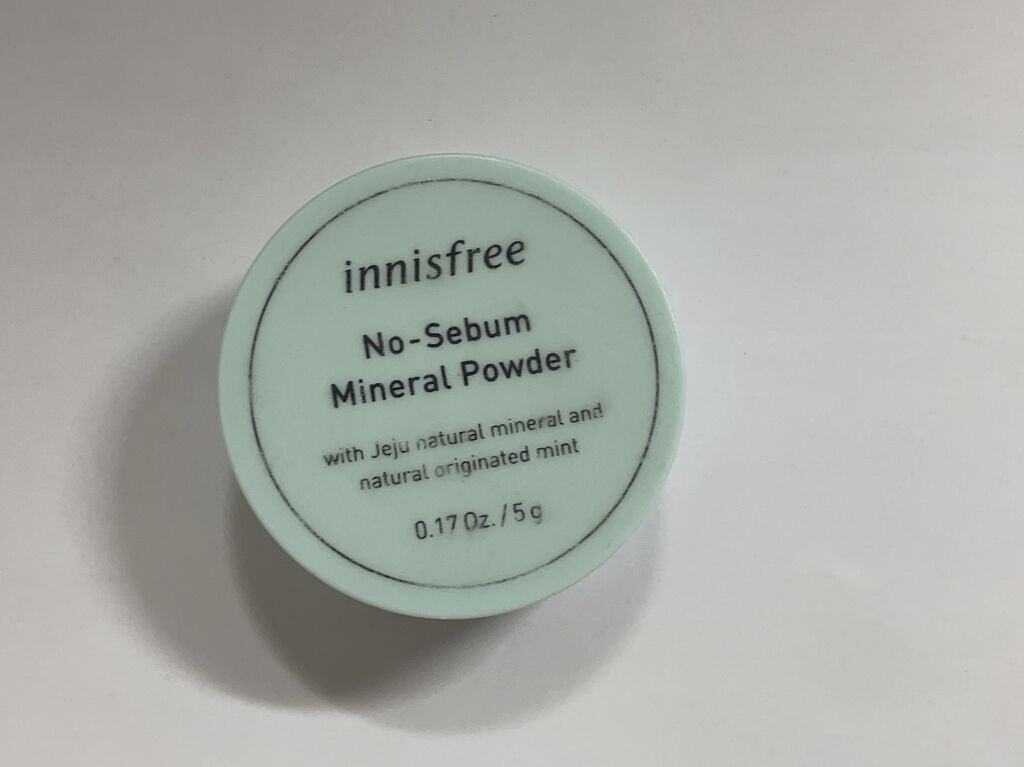 innisfree
No-Sebum
Mineral Powder
with Jeju natural mineral and
natural originated mint
0.17 Oz. / 5 g